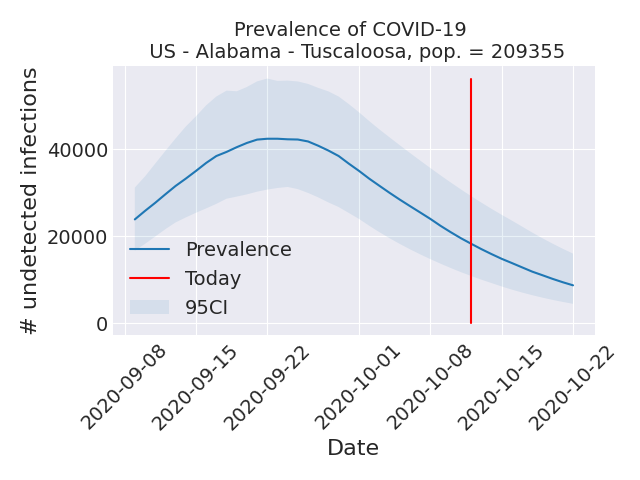 Prevalence of COVID-19
US - Alabama - Tuscaloosa, pop. = 209355
# undetected infections
40000
20000
0
Prevalence
Today
95CI
2020-09-08
2020-09-15
2020-09-22
2020-10-01
2020-10-08
2020-10-15
2020-10-22
Date